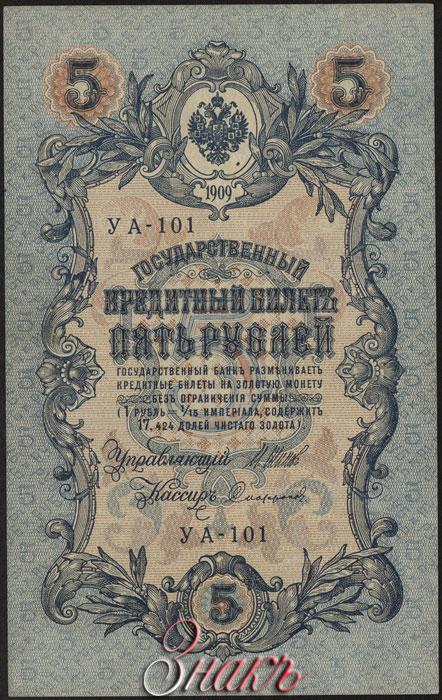 5 5
1909
УА-101
ГОСУДАРСТВЕННЫЙ
КРЕДИТНЫЙ БИЛЕТЪ
ПЯТЬ РУБЛЕЙ
ГОСУДАРСТВЕННЫЙ БАНКЪ РАЗМѢНИВАЕТЪ
КРЕДИТНЫЕ БИЛЕТЫ НА ЗОЛОТУЮ МОНЕТУ
БЕЗЪ ОГРАНИЧЕНІЯ СУММЫ
(1 РУБЛЬ = 1/15 ИМПЕРІАЛА, СОДЕРЖИТЪ
17,424 ДОЛЕЙ ЧИСТАГО ЗОЛОТА).
Управляющій
Кассиръ
УА-101
5
Знакъ